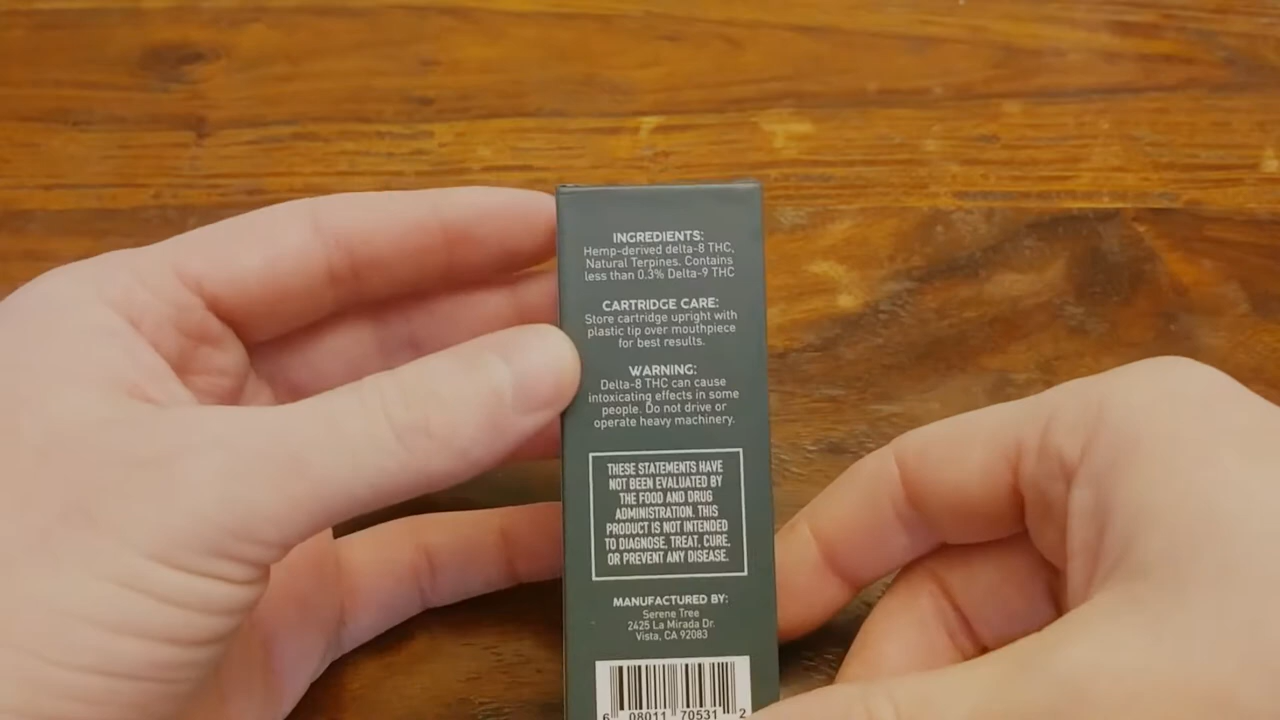 INGREDIENTS:
Hemp-derived delta-8 THC,
Natural Terpines. Contains
less than 0.3% Delta-9 THC
CARTRIDGE CARE:
Store cartridge upright with
plastic tip over mouthpiece
for best results.
WARNING:
Delta-8 THC can cause
intoxicating effects in some
people. Do not drive or
operate heavy machinery.
THESE STATEMENTS HAVE
NOT BEEN EVALUATED BY
THE FOOD AND DRUG
ADMINISTRATION. THIS
PRODUCT IS NOT INTENDED
TO DIAGNOSE, TREAT, CURE,
OR PREVENT ANY DISEASE.
MANUFACTURED BY:
Serene Tree
2425 La Mirada Dr.
Vista, CA 92083
6 08011 70531 2